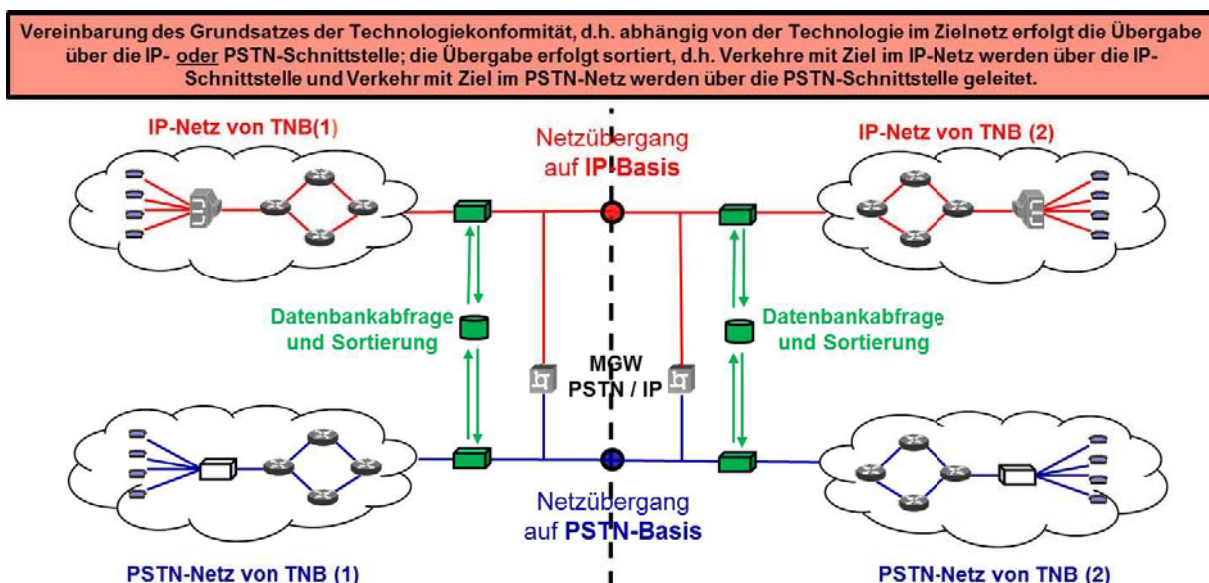 Vereinbarung des Grundsatzes der Technologiekonformität, d.h. abhängig von der Technologie im Zielnetz erfolgt die Übergabe
über die IP- oder PSTN-Schnittstelle; die Übergabe erfolgt sortiert, d.h. Verkehre mit Ziel im IP-Netz werden über die IP-
Schnittstelle und Verkehr mit Ziel im PSTN-Netz werden über die PSTN-Schnittstelle geleitet.
IP-Netz von TNB(1)
Netzübergang
auf IP-Basis
IP-Netz von TNB (2)
Datenbankabfrage
und Sortierung
MGW
PSTN / IP
Datenbankabfrage
und Sortierung
Netzübergang
auf PSTN-Basis
PSTN-Netz von TNB (1)
PSTN-Netz von TNB (2)